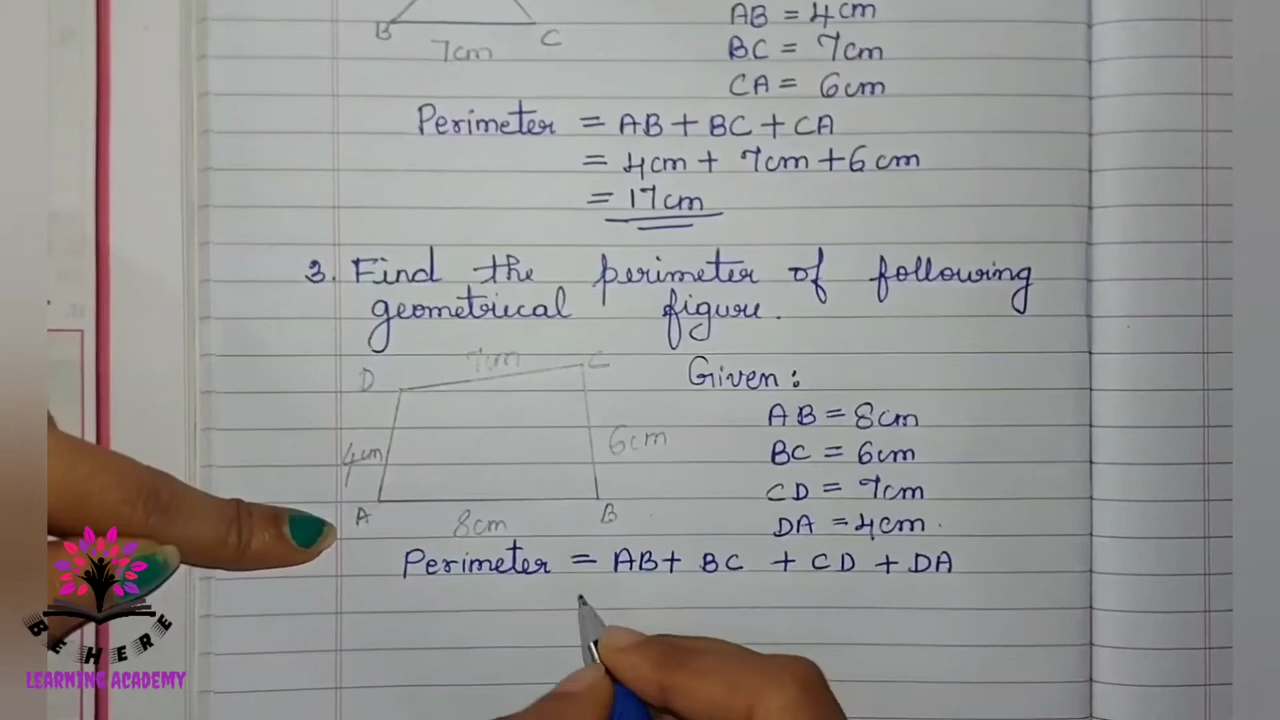 AB = 4cm
B
7cm
C
BC = 7cm
CA = 6cm
Perimeter = AB + BC + CA
= 4cm + 7cm + 6cm
= 17cm
3. Find the perimeter of following
geometrical figure.
D
7cm
C
4cm
6cm
A
8cm
B
Given:
AB = 8cm
BC = 6cm
CD = 7cm
DA = 4cm.
Perimeter = AB + BC + CD + DA
BEHERE
LEARNING ACADEMY